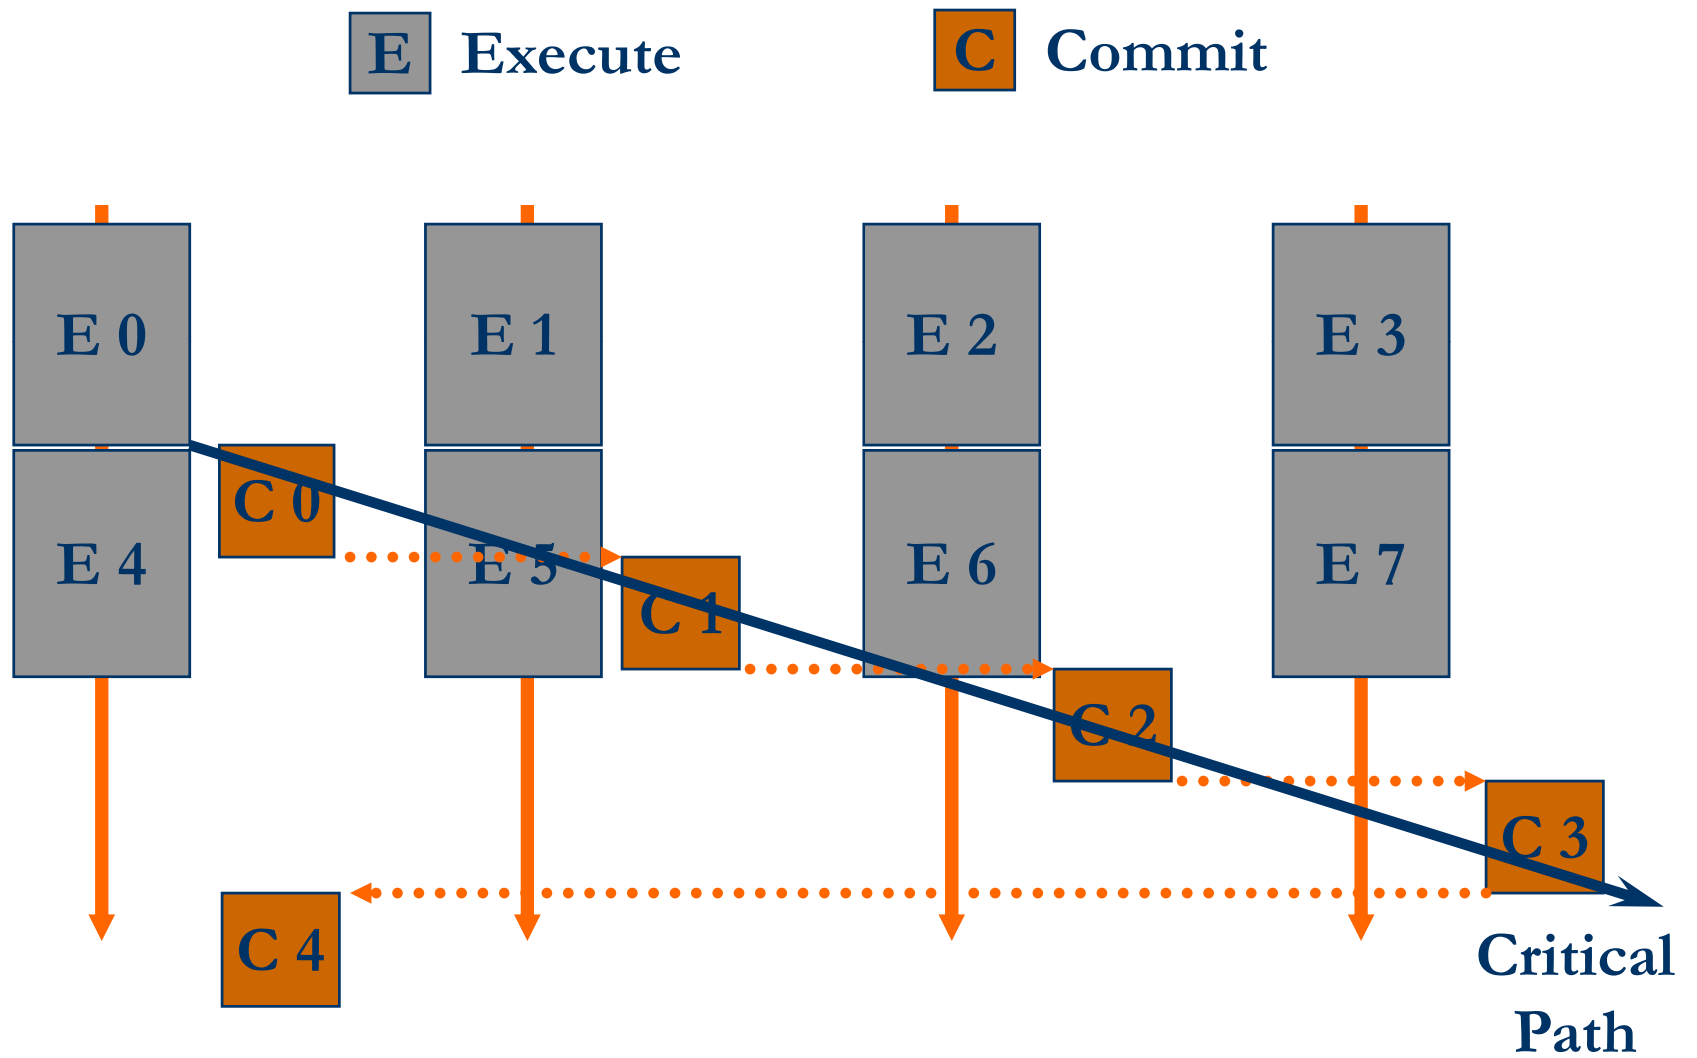 E Execute C Commit
E 0 E 1 E 2 E 3
C 0
E 4 E 5 E 6 E 7
C 1
C 2
C 3
C 4
Critical
Path